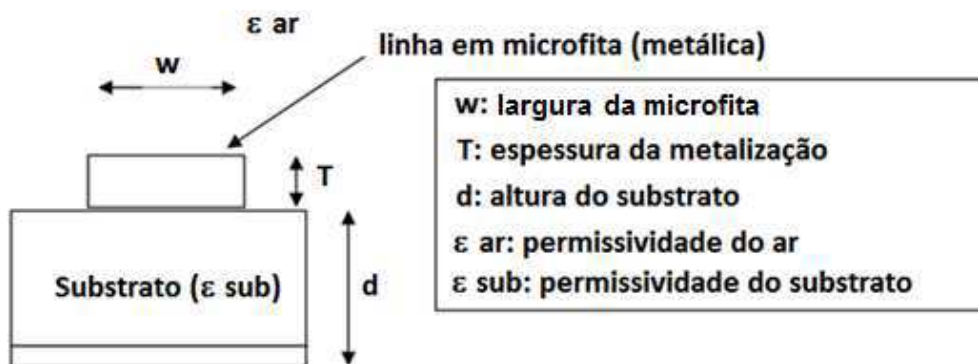 ε ar
linha em microfita (metálica)
w
T
Substrato (ε sub)
d
w: largura da microfita
T: espessura da metalização
d: altura do substrato
ε ar: permissividade do ar
ε sub: permissividade do substrato